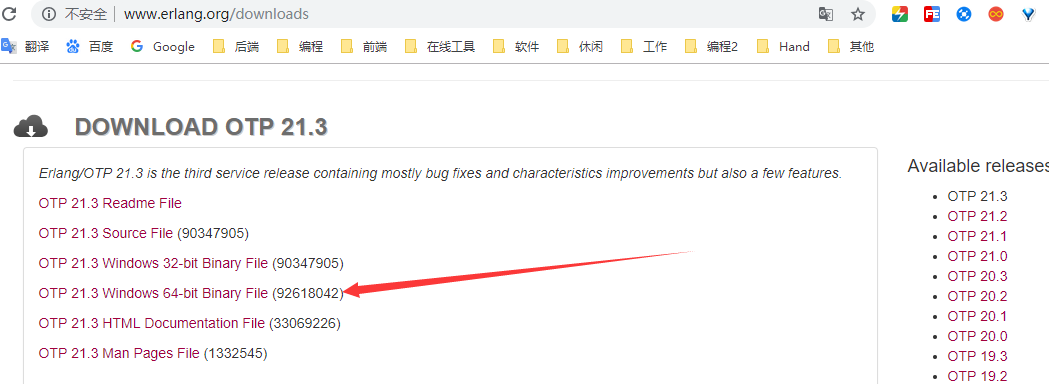 不安全 | www.erlang.org/downloads
翻译 百度 Google 后端 编程 前端 在线工具 软件 休闲 工作 编程2 Hand 其他
DOWNLOAD OTP 21.3
Erlang/OTP 21.3 is the third service release containing mostly bug fixes and characteristics improvements but also a few features.
OTP 21.3 Readme File
OTP 21.3 Source File (90347905)
OTP 21.3 Windows 32-bit Binary File (90347905)
OTP 21.3 Windows 64-bit Binary File (92618042)
OTP 21.3 HTML Documentation File (33069226)
OTP 21.3 Man Pages File (1332545)
Available releases
OTP 21.3
OTP 21.2
OTP 21.1
OTP 21.0
OTP 20.3
OTP 20.2
OTP 20.1
OTP 20.0
OTP 19.3
OTP 19.2